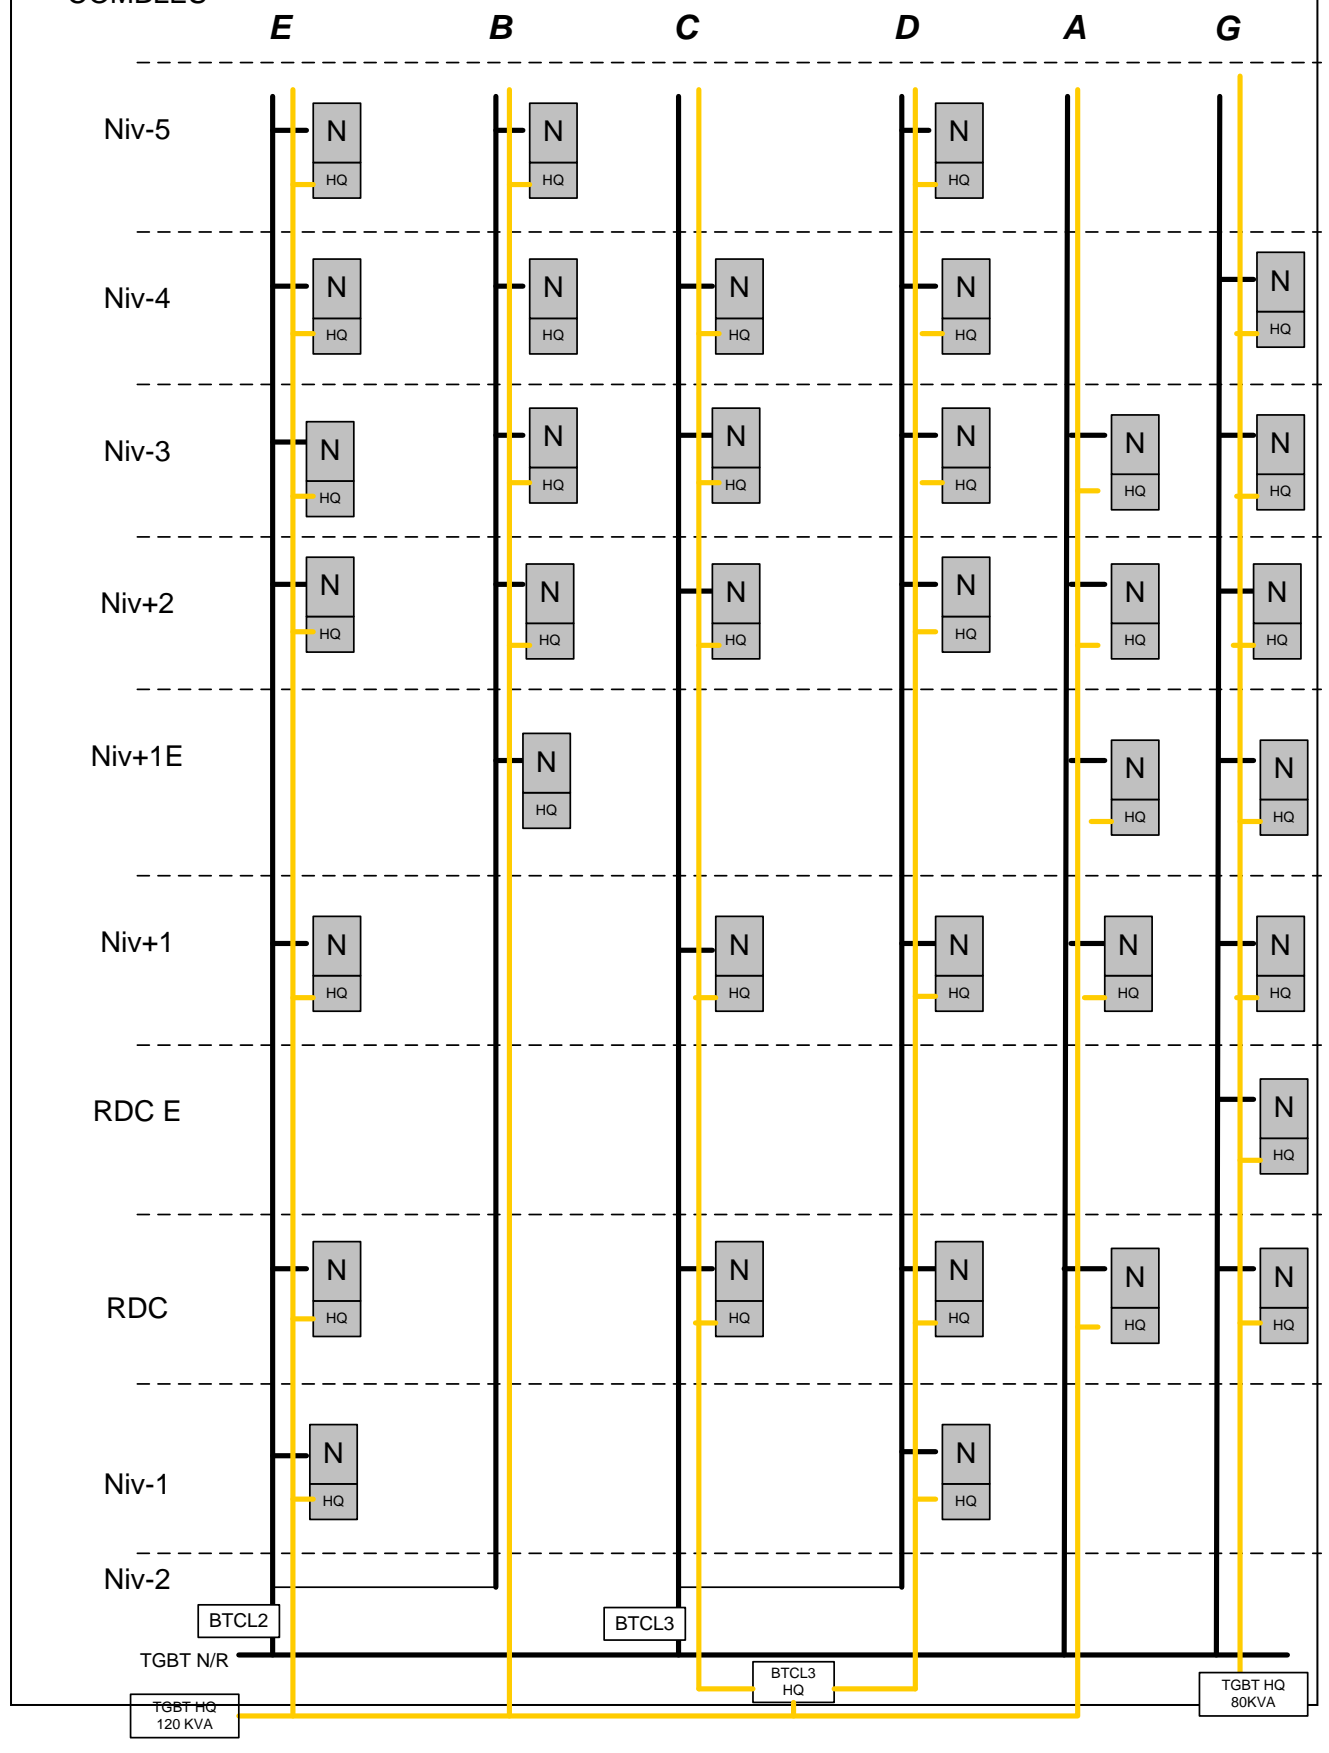 COMBLES
E B C D A G
Niv-5 N N N
HQ HQ HQ
Niv-4 N N N N N
HQ HQ HQ HQ HQ
Niv-3 N N N N N N
HQ HQ HQ HQ HQ HQ
Niv+2 N N N N N N
HQ HQ HQ HQ HQ HQ
Niv+1E N N N
HQ HQ HQ
Niv+1 N N N N N
HQ HQ HQ HQ HQ
RDC E N
HQ
RDC N N N N N
HQ HQ HQ HQ HQ
Niv-1 N N
HQ HQ
Niv-2
BTCL2 BTCL3
TGBT N/R
BTCL3
HQ
TGBT HQ
80KVA
TGBT HQ
120 KVA